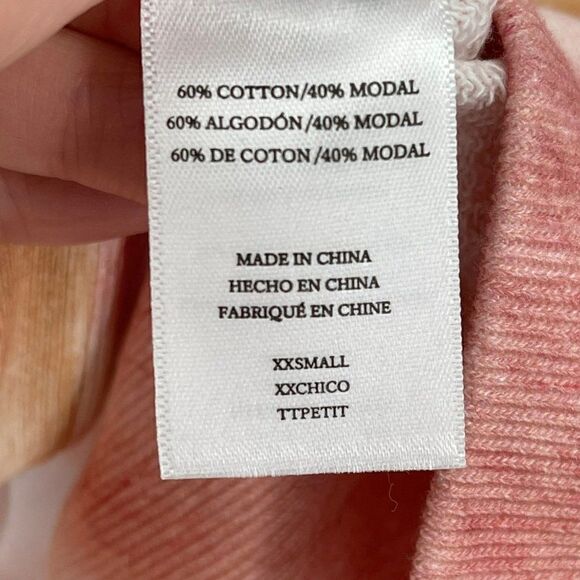 60% COTTON/40% MODAL
60% ALGODÓN/40% MODAL
60% DE COTON/40% MODAL
MADE IN CHINA
HECHO EN CHINA
FABRIQUÉ EN CHINE
XXSMALL
XXCHICO
TTPETIT